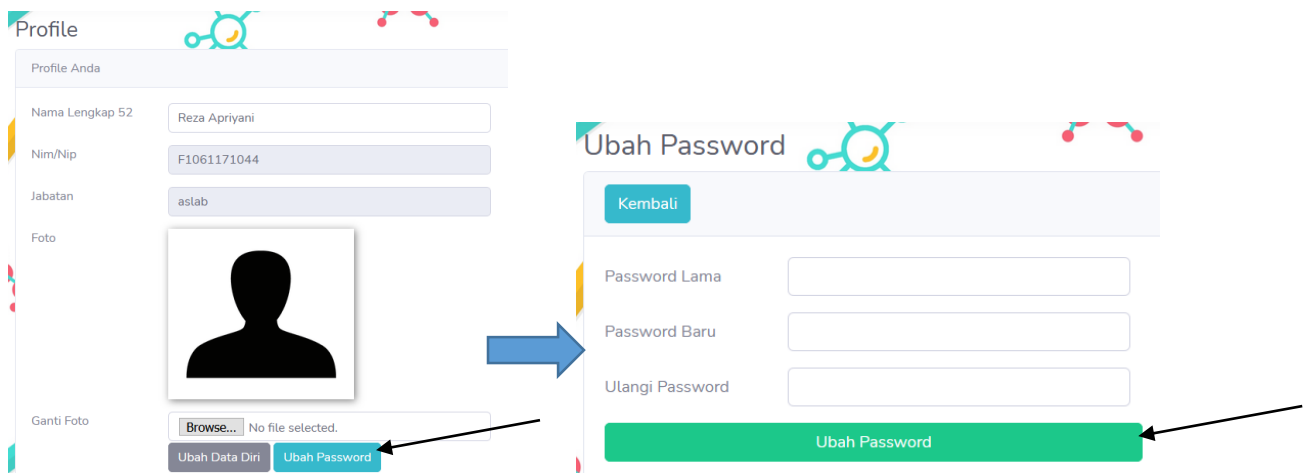 Profile
Profile Anda
Nama Lengkap 52 Reza Apriyani
Nim/Nip F1061171044
Jabatan aslab
Foto
Ganti Foto Browse... No file selected.
Ubah Data Diri Ubah Password
Ubah Password
Kembali
Password Lama
Password Baru
Ulangi Password
Ubah Password